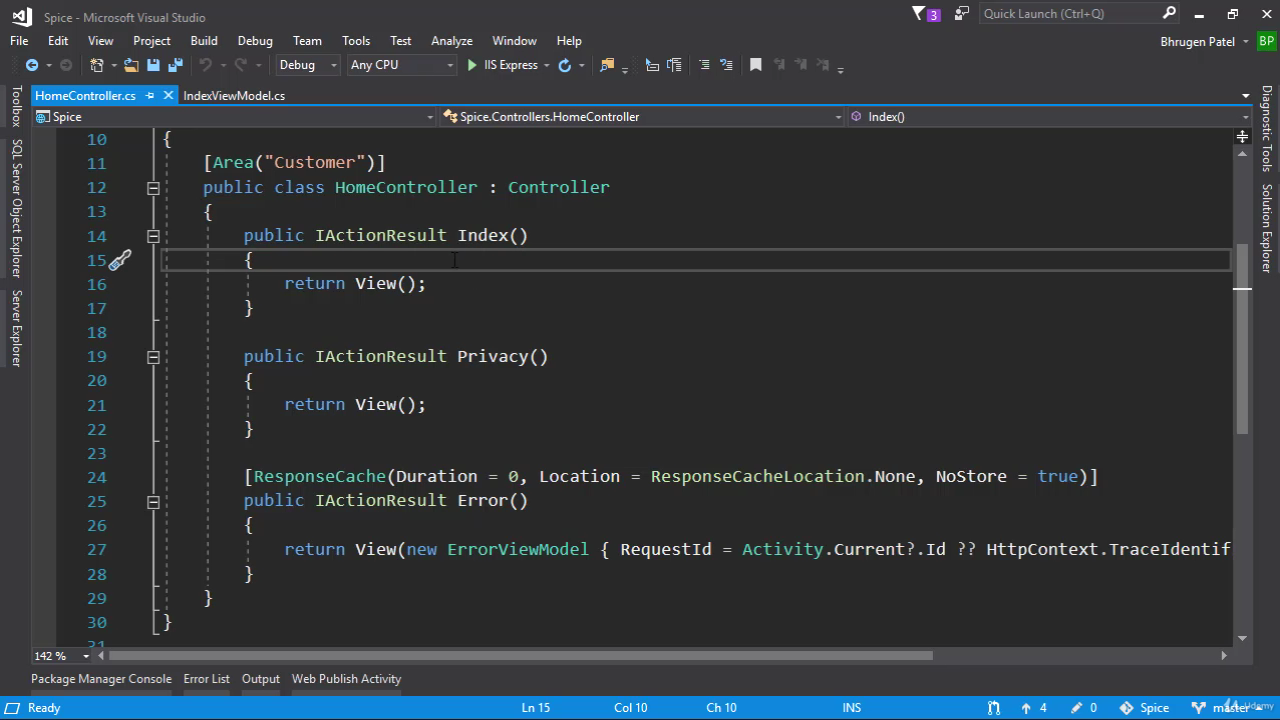 Spice - Microsoft Visual Studio
3
Quick Launch (Ctrl+Q)
File Edit View Project Build Debug Team Tools Test Analyze Window Help
Bhrugen Patel BP
Debug Any CPU IIS Express
HomeController.cs IndexViewModel.cs
Spice Spice.Controllers.HomeController Index()
Toolbox
SQL Server Object Explorer
Server Explorer
Diagnostic Tools
Solution Explorer
10 {
11 [Area("Customer")]
12 public class HomeController : Controller
13 {
14 public IActionResult Index()
15 {
16 return View();
17 }
18
19 public IActionResult Privacy()
20 {
21 return View();
22 }
23
24 [ResponseCache(Duration = 0, Location = ResponseCacheLocation.None, NoStore = true)]
25 public IActionResult Error()
26 {
27 return View(new ErrorViewModel { RequestId = Activity.Current?.Id ?? HttpContext.TraceIdentif
28 }
29 }
30 }
31
142 %
Package Manager Console Error List Output Web Publish Activity
Ready Ln 15 Col 10 Ch 10 INS 4 0 Spice master
Udemy